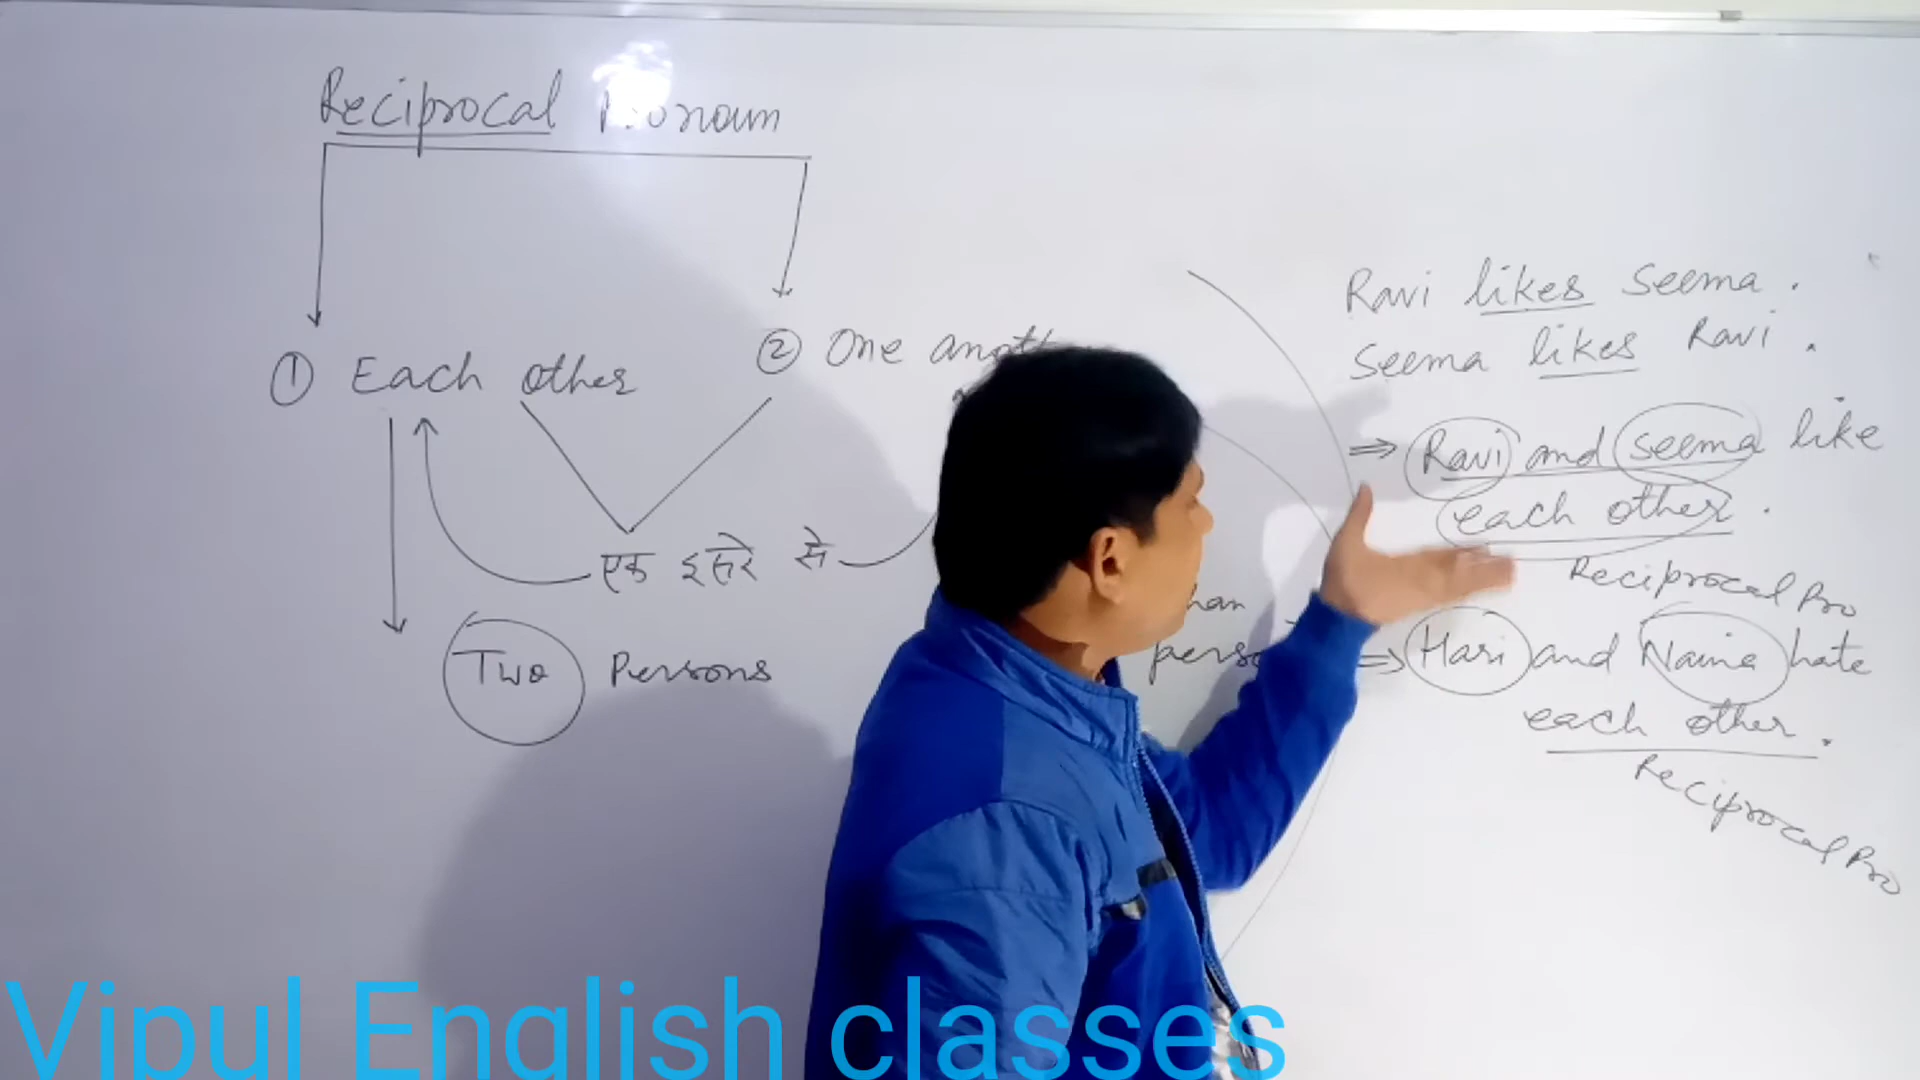 Reciprocal Pronoun
① Each other
② One
एक दूसरे से
Two Persons
Ravi likes Seema.
Seema likes Ravi.
⇒ Ravi and Seema like
each other.
Reciprocal Pro
⇒ Hari and Naina hate
each other.
Reciprocal Pro
Vipul English classes